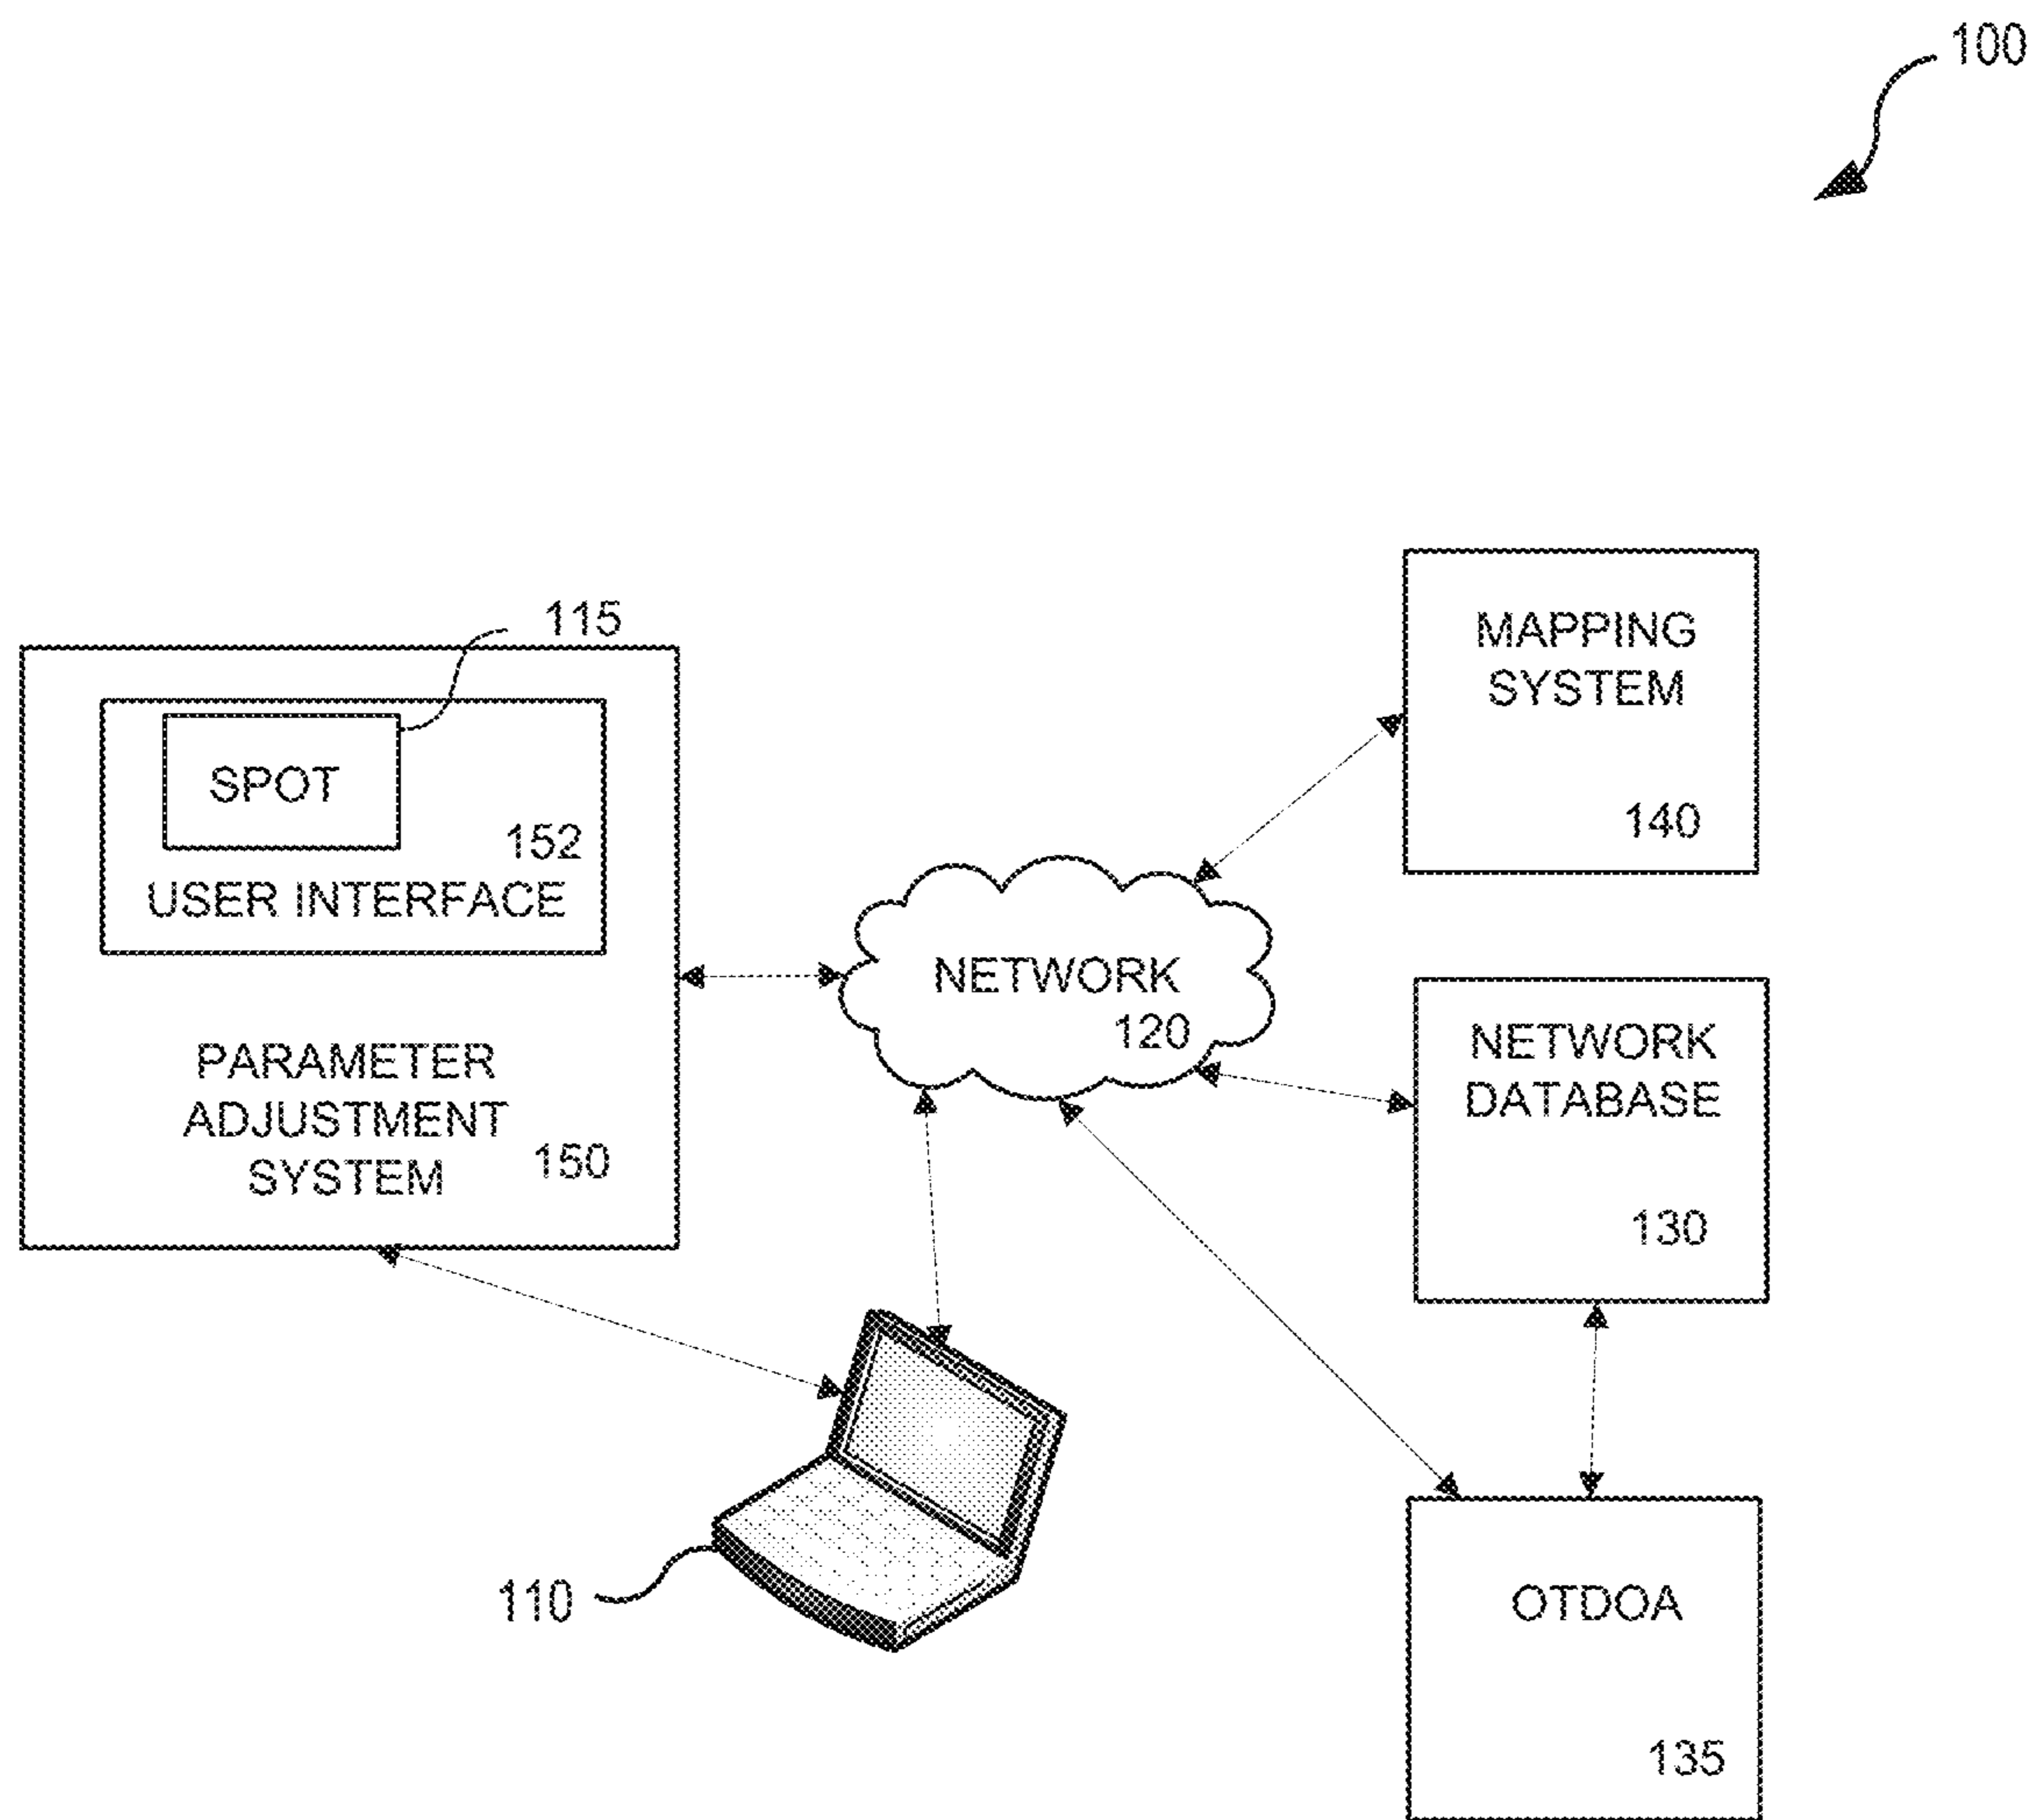 100
115
SPOT
152
USER INTERFACE
PARAMETER
ADJUSTMENT
SYSTEM
150
NETWORK
120
MAPPING
SYSTEM
140
NETWORK
DATABASE
130
110
OTDOA
135